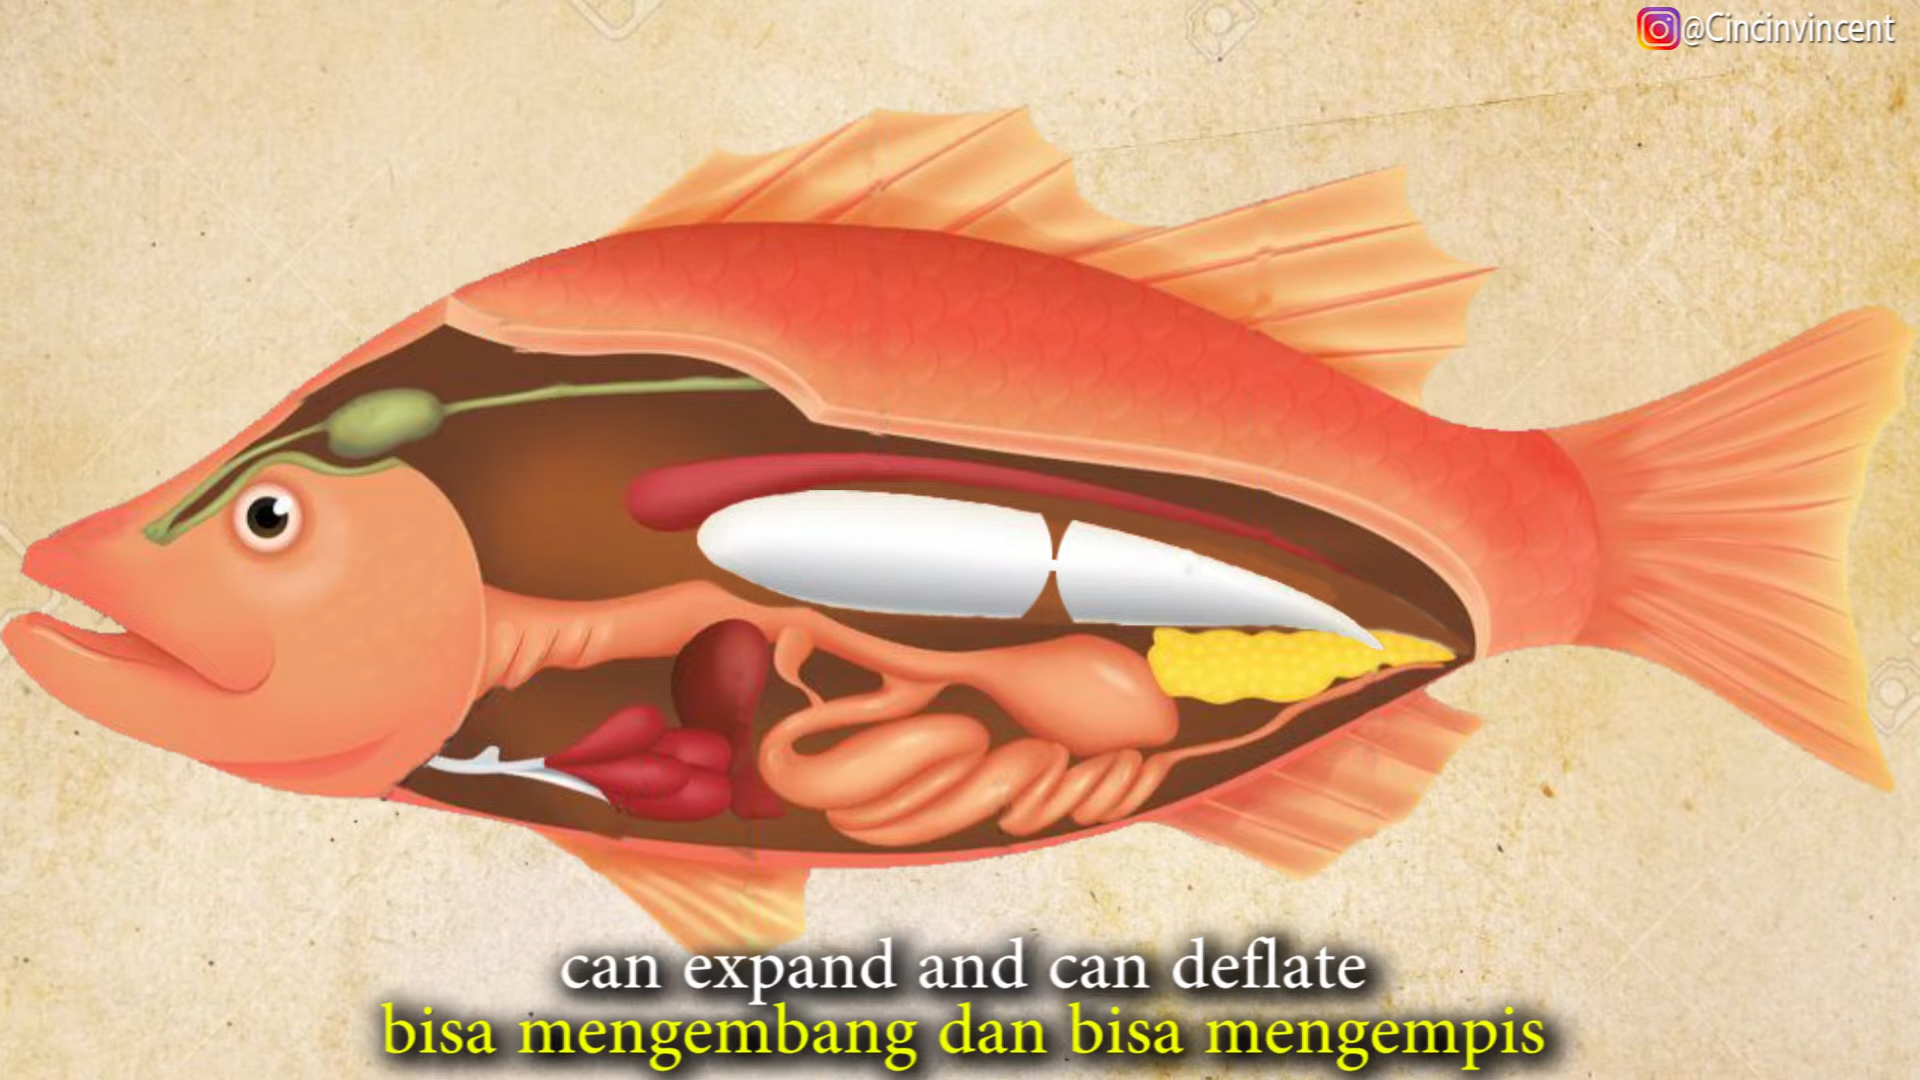 @Cincinvincent
can expand and can deflate
bisa mengembang dan bisa mengempis